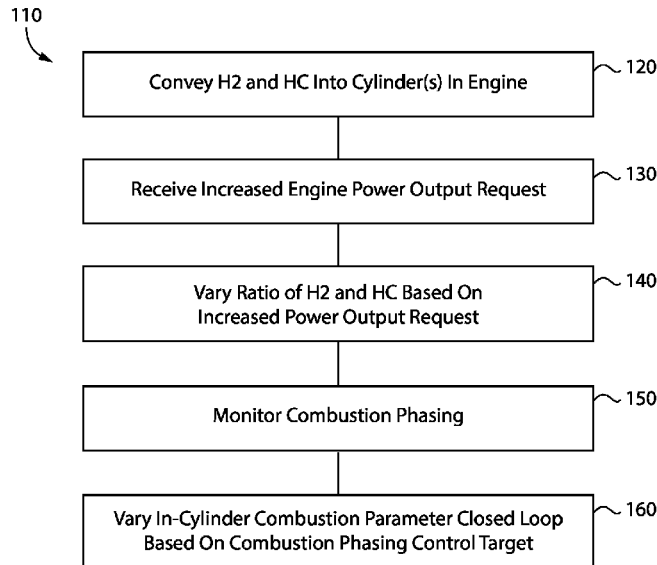 110
Convey H2 and HC Into Cylinder(s) In Engine
120
Receive Increased Engine Power Output Request
130
Vary Ratio of H2 and HC Based On
Increased Power Output Request
140
Monitor Combustion Phasing
150
Vary In-Cylinder Combustion Parameter Closed Loop
Based On Combustion Phasing Control Target
160